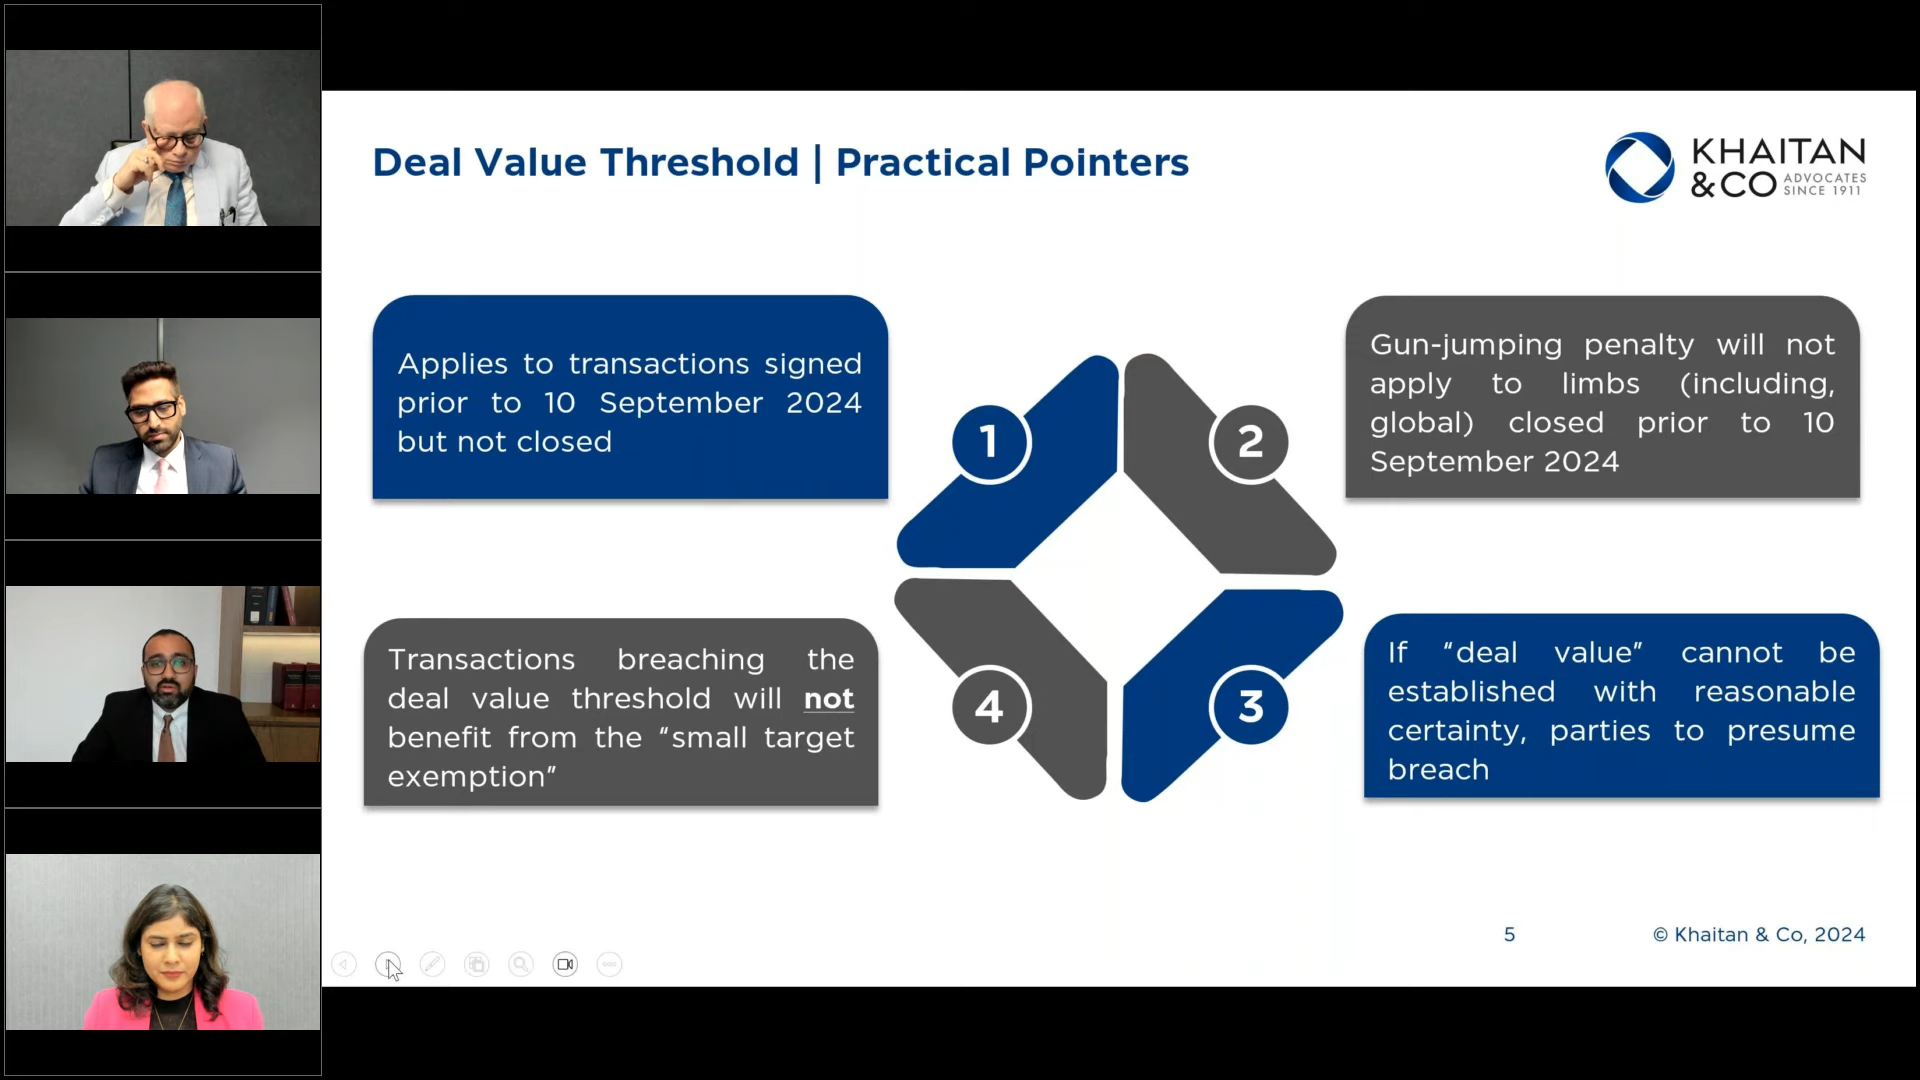 Deal Value Threshold | Practical Pointers
KHAITAN
&CO ADVOCATES
SINCE 1911
Applies to transactions signed
prior to 10 September 2024
but not closed
1
2
Gun-jumping penalty will not
apply to limbs (including,
global) closed prior to 10
September 2024
Transactions breaching the
deal value threshold will not
benefit from the “small target
exemption”
4
3
If “deal value” cannot be
established with reasonable
certainty, parties to presume
breach
5
© Khaitan & Co, 2024